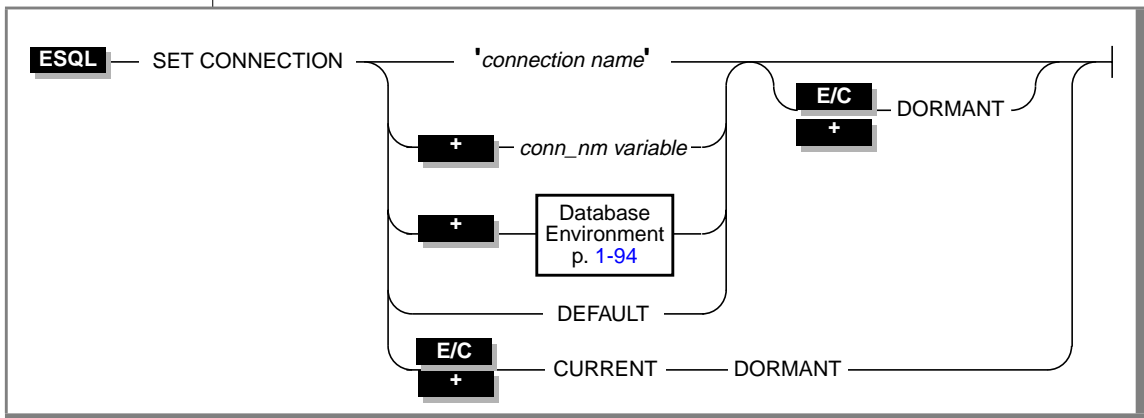 ESQL SET CONNECTION 'connection name'
E/C
+ DORMANT
+ conn_nm variable
+ Database
Environment
p. 1-94
DEFAULT
E/C
+ CURRENT DORMANT